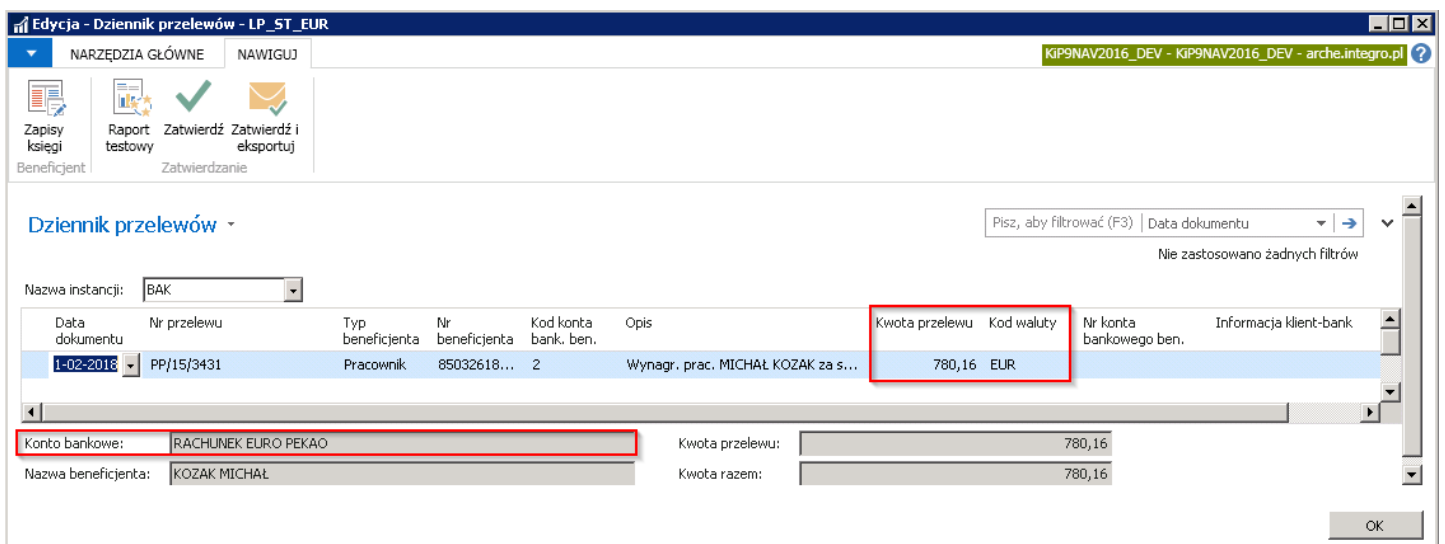 Edycja - Dziennik przelewów - LP_ST_EUR
NARZĘDZIA GŁÓWNE NAWIGUJ KiP9NAV2016_DEV - KiP9NAV2016_DEV - arche.integro.pl ?
Zapisy księgi
Raport testowy
Zatwierdź
Zatwierdź i eksportuj
Beneficjent Zatwierdzanie
Dziennik przelewów
Pisz, aby filtrować (F3) Data dokumentu
Nie zastosowano żadnych filtrów
Nazwa instancji: BAK
Data dokumentu Nr przelewu Typ beneficjenta Nr beneficjenta Kod konta bank. ben. Opis Kwota przelewu Kod waluty Nr konta bankowego ben. Informacja klient-bank
1-02-2018 PP/15/3431 Pracownik 85032618... 2 Wynagr. prac. MICHAŁ KOZAK za s... 780,16 EUR
Konto bankowe: RACHUNEK EURO PEKAO Kwota przelewu: 780,16
Nazwa beneficjenta: KOZAK MICHAŁ Kwota razem: 780,16
OK